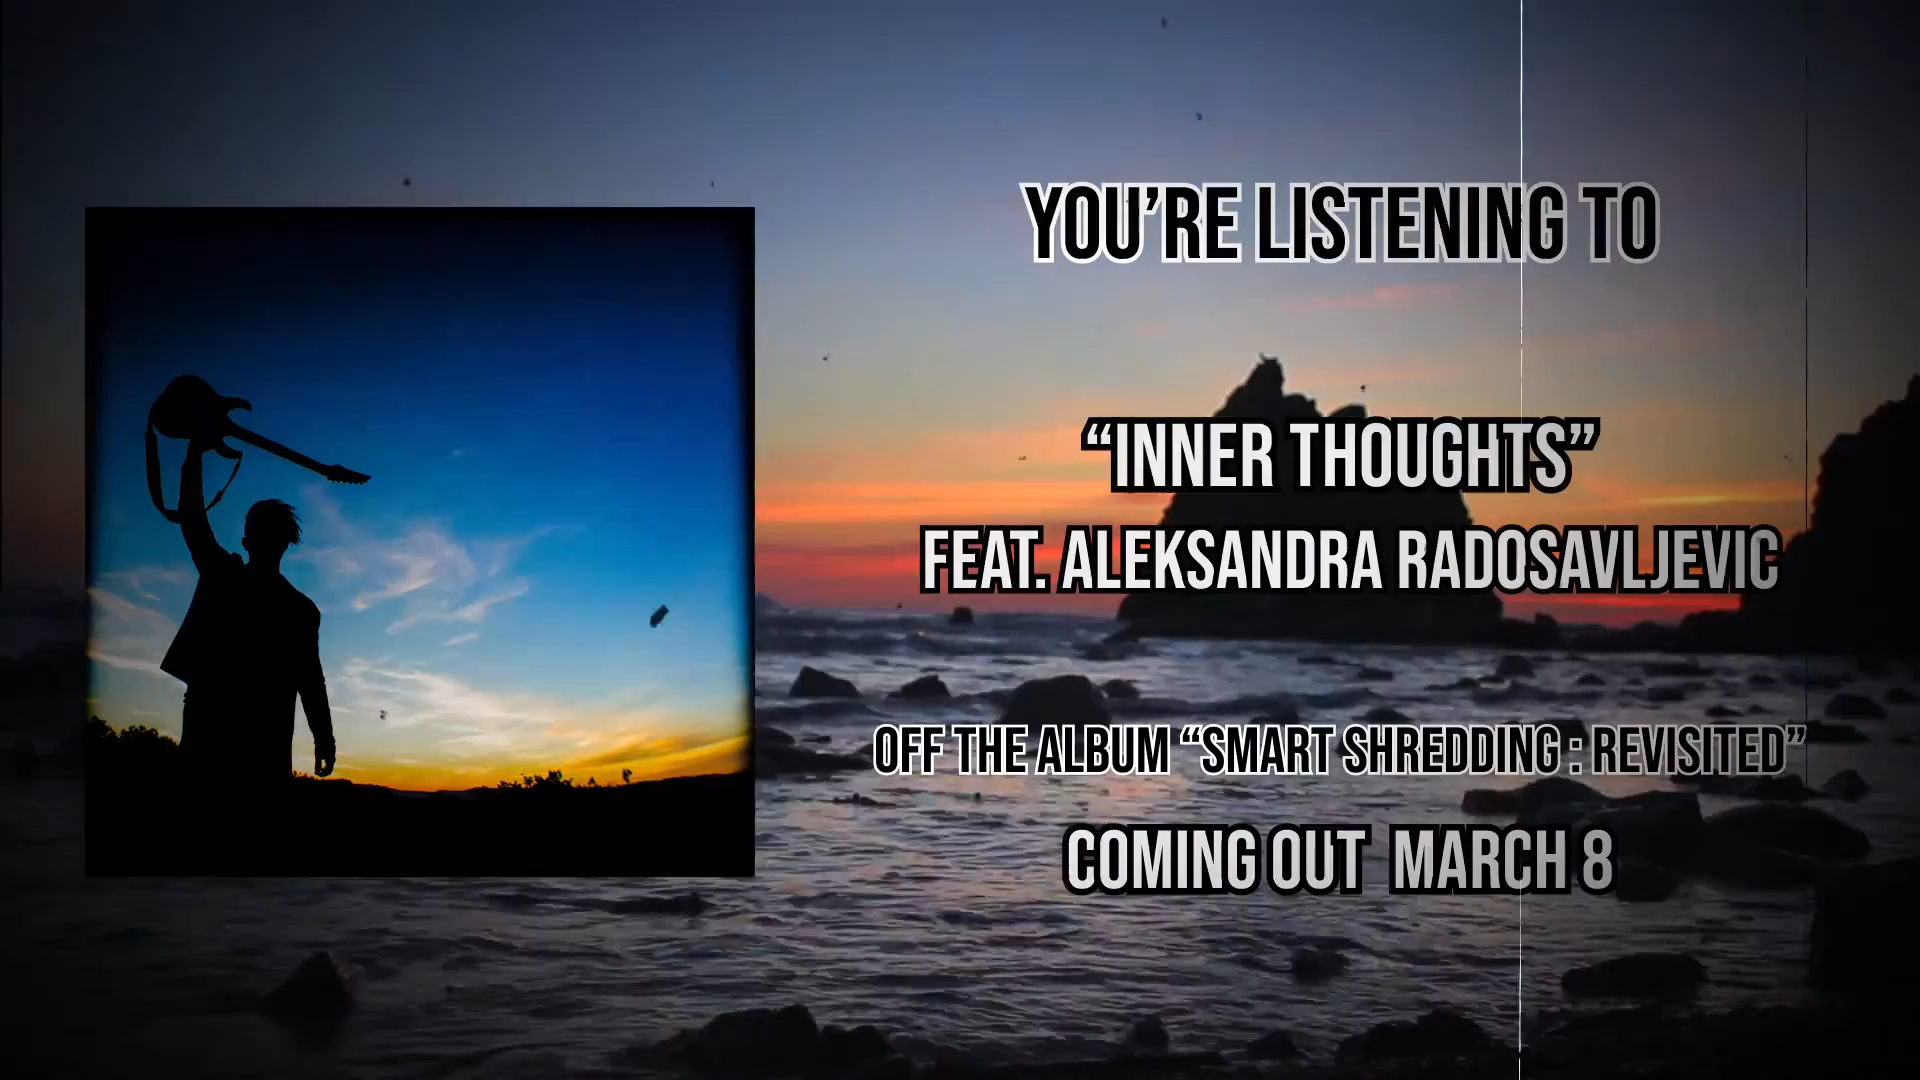 YOU’RE LISTENING TO
“INNER THOUGHTS”
FEAT. ALEKSANDRA RADOSAVLJEVIC
OFF THE ALBUM “SMART SHREDDING : REVISITED”
COMING OUT MARCH 8